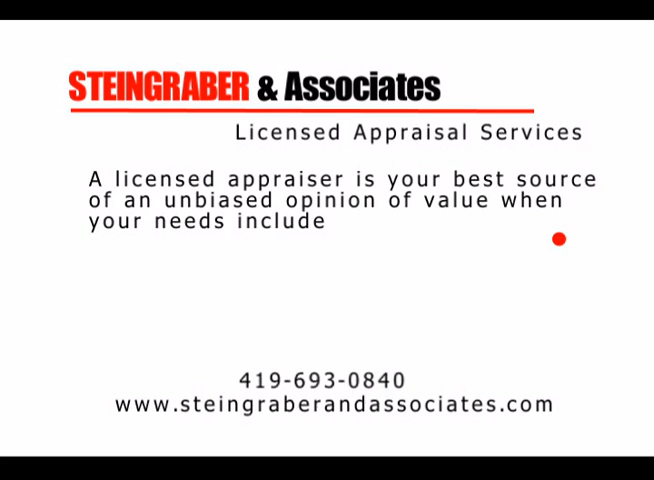 STEINGRABER & Associates
Licensed Appraisal Services
A licensed appraiser is your best source
of an unbiased opinion of value when
your needs include
419-693-0840
www.steingraberandassociates.com